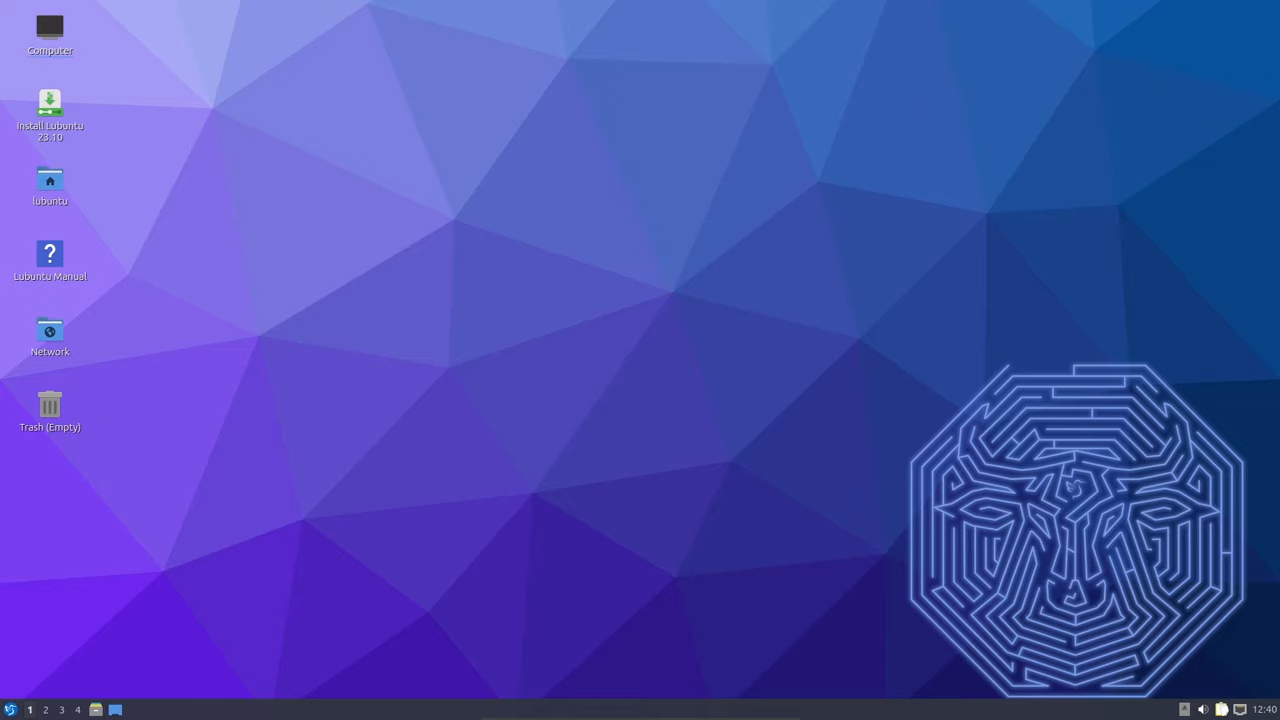 Computer
Install Lubuntu
23.10
lubuntu
?
Lubuntu Manual
Network
Trash (Empty)
1 2 3 4
12:40